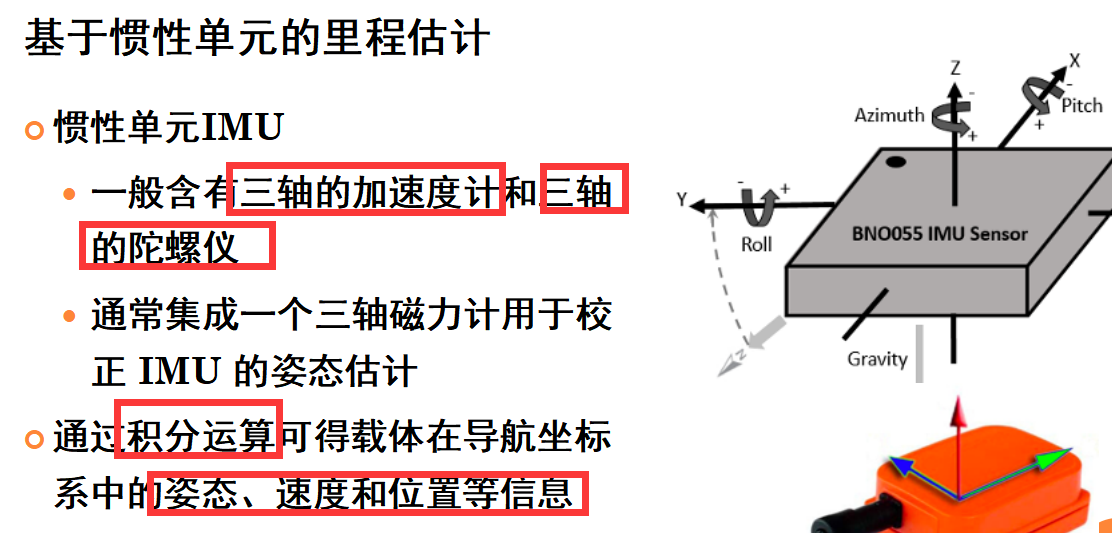 基于惯性单元的里程估计
惯性单元IMU
一般含有三轴的加速度计和三轴
的陀螺仪
通常集成一个三轴磁力计用于校
正 IMU 的姿态估计
通过积分运算可得载体在导航坐标
系中的姿态、速度和位置等信息
Z
X
Azimuth
-
+
-
Pitch
+
Y
-
+
Roll
BNO055 IMU Sensor
Gravity
N